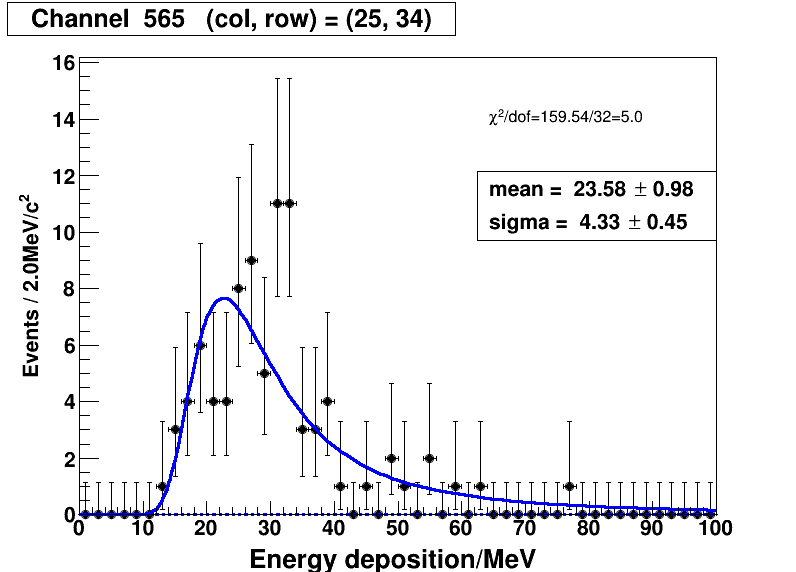 Channel 565 (col, row) = (25, 34)
χ²/dof=159.54/32=5.0
mean = 23.58 ± 0.98
sigma = 4.33 ± 0.45
Events / 2.0MeV/c²
16
14
12
10
8
6
4
2
0
0 10 20 30 40 50 60 70 80 90 100
Energy deposition/MeV